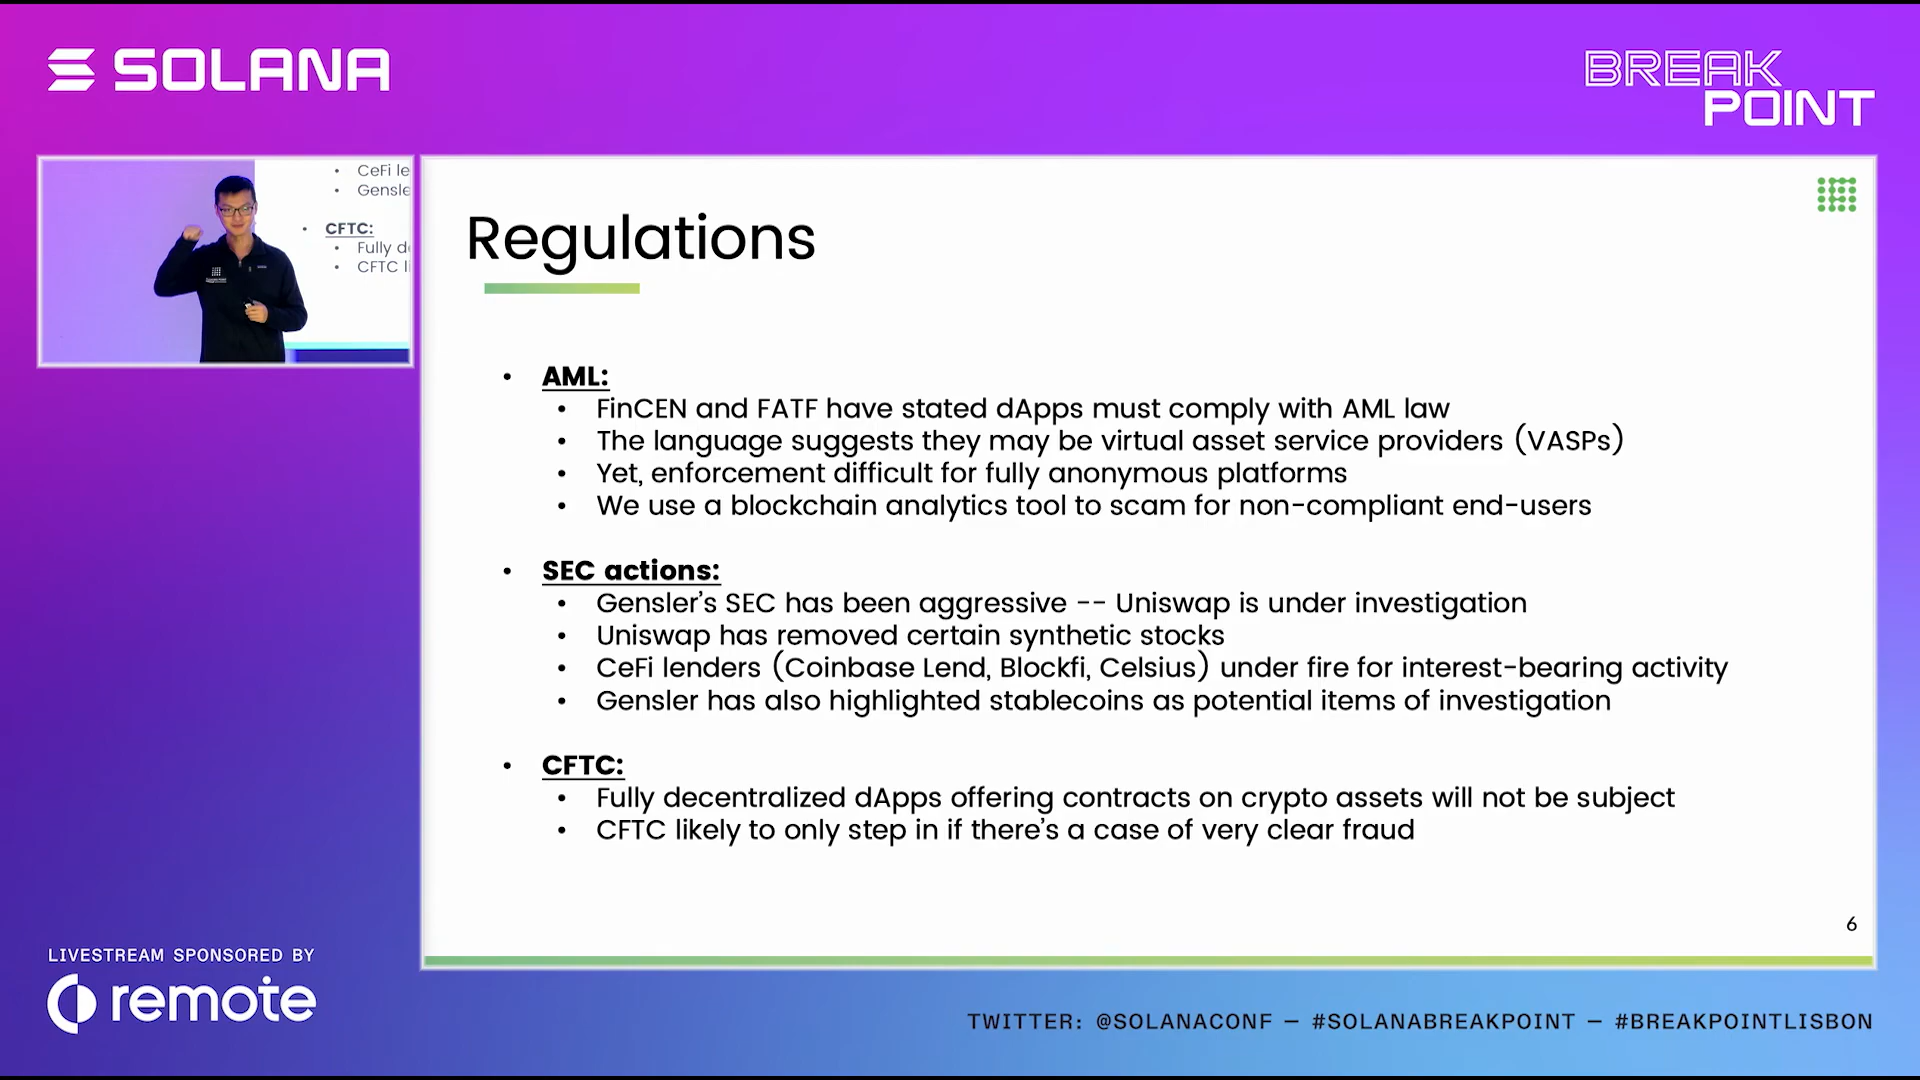 SOLANA
BREAK
POINT
CeFi le
Gensle
CFTC:
Fully de
CFTC li
Regulations
• AML:
• FinCEN and FATF have stated dApps must comply with AML law
• The language suggests they may be virtual asset service providers (VASPs)
• Yet, enforcement difficult for fully anonymous platforms
• We use a blockchain analytics tool to scam for non-compliant end-users
• SEC actions:
• Gensler's SEC has been aggressive -- Uniswap is under investigation
• Uniswap has removed certain synthetic stocks
• CeFi lenders (Coinbase Lend, Blockfi, Celsius) under fire for interest-bearing activity
• Gensler has also highlighted stablecoins as potential items of investigation
• CFTC:
• Fully decentralized dApps offering contracts on crypto assets will not be subject
• CFTC likely to only step in if there's a case of very clear fraud
6
LIVESTREAM SPONSORED BY
remote
TWITTER: @SOLANACONF – #SOLANABREAKPOINT – #BREAKPOINTLISBON